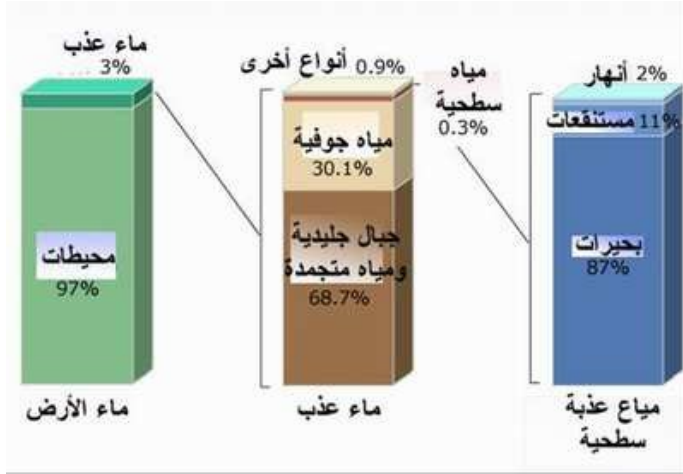 ماء عذب
3%
محيطات
97%
ماء الأرض
أنواع أخرى 0.9%
مياه
سطحية
0.3%
مياه جوفية
30.1%
جبال جليدية
ومياه متجمدة
68.7%
ماء عذب
أنهار 2%
مستنقعات 11%
بحيرات
87%
مياع عذبة
سطحية